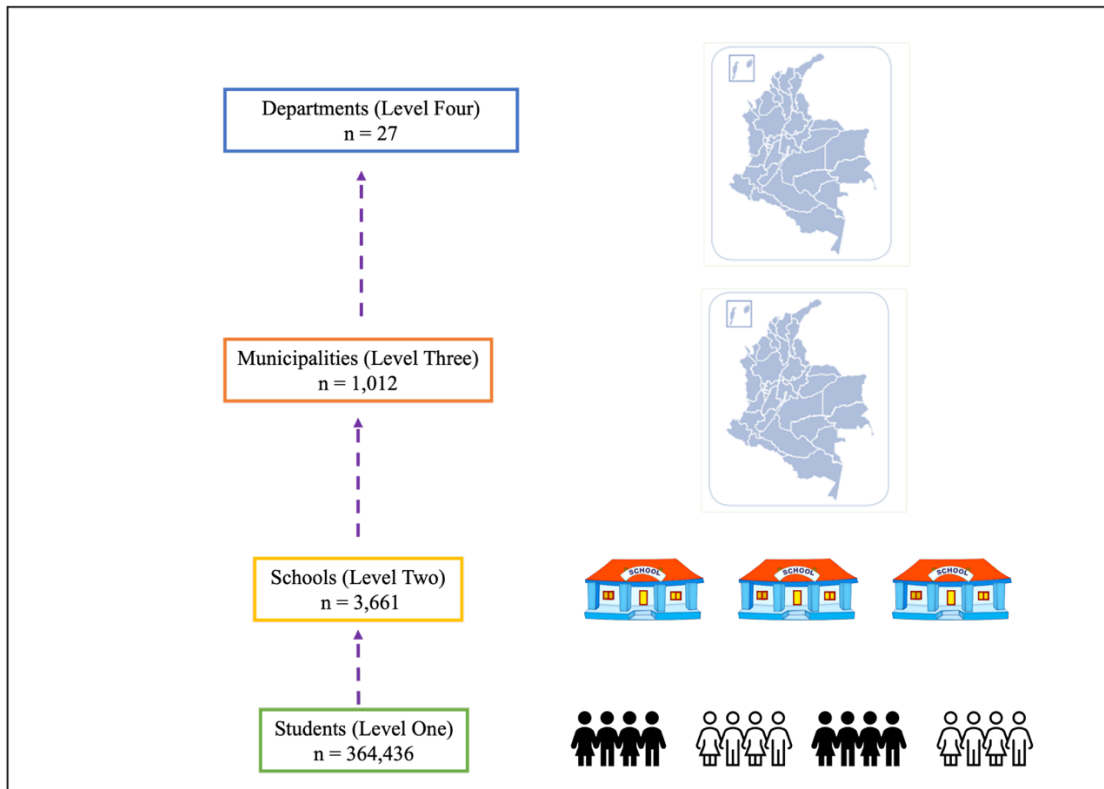 Departments (Level Four)
n = 27
Municipalities (Level Three)
n = 1,012
Schools (Level Two)
n = 3,661
SCHOOL
SCHOOL
SCHOOL
Students (Level One)
n = 364,436